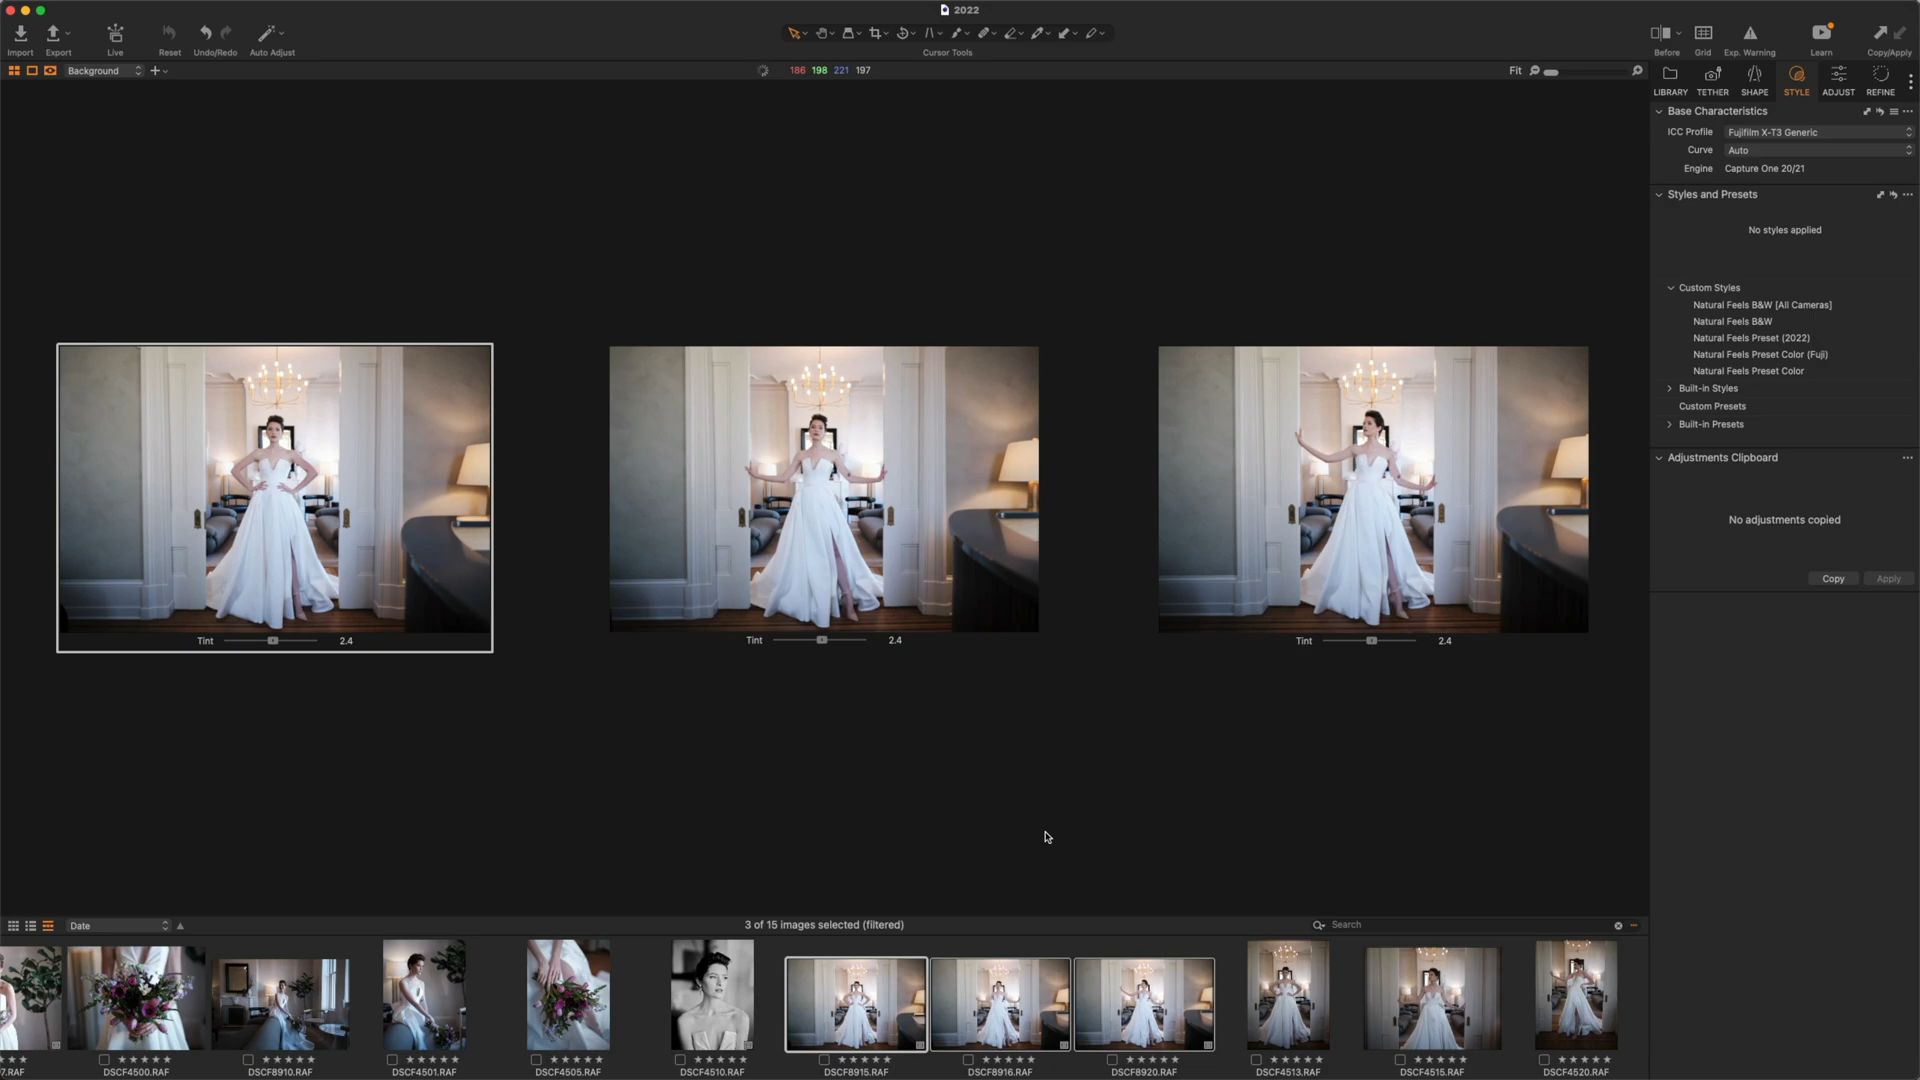 2022
Import
Export
Live
Reset
Undo/Redo
Auto Adjust
Cursor Tools
Before
Grid
Exp. Warning
Learn
Copy/Apply
Background
186 198 221 197
Fit
LIBRARY
TETHER
SHAPE
STYLE
ADJUST
REFINE
Base Characteristics
ICC Profile Fujifilm X-T3 Generic
Curve Auto
Engine Capture One 20/21
Styles and Presets
No styles applied
Custom Styles
Natural Feels B&W [All Cameras]
Natural Feels B&W
Natural Feels Preset (2022)
Natural Feels Preset Color (Fuji)
Natural Feels Preset Color
Built-in Styles
Custom Presets
Built-in Presets
Adjustments Clipboard
No adjustments copied
Copy
Apply
Tint 2.4
Tint 2.4
Tint 2.4
Date
3 of 15 images selected (filtered)
Search
7.RAF
DSCF4500.RAF
DSCF8910.RAF
DSCF4501.RAF
DSCF4505.RAF
DSCF4510.RAF
DSCF8915.RAF
DSCF8916.RAF
DSCF8920.RAF
DSCF4513.RAF
DSCF4515.RAF
DSCF4520.RAF